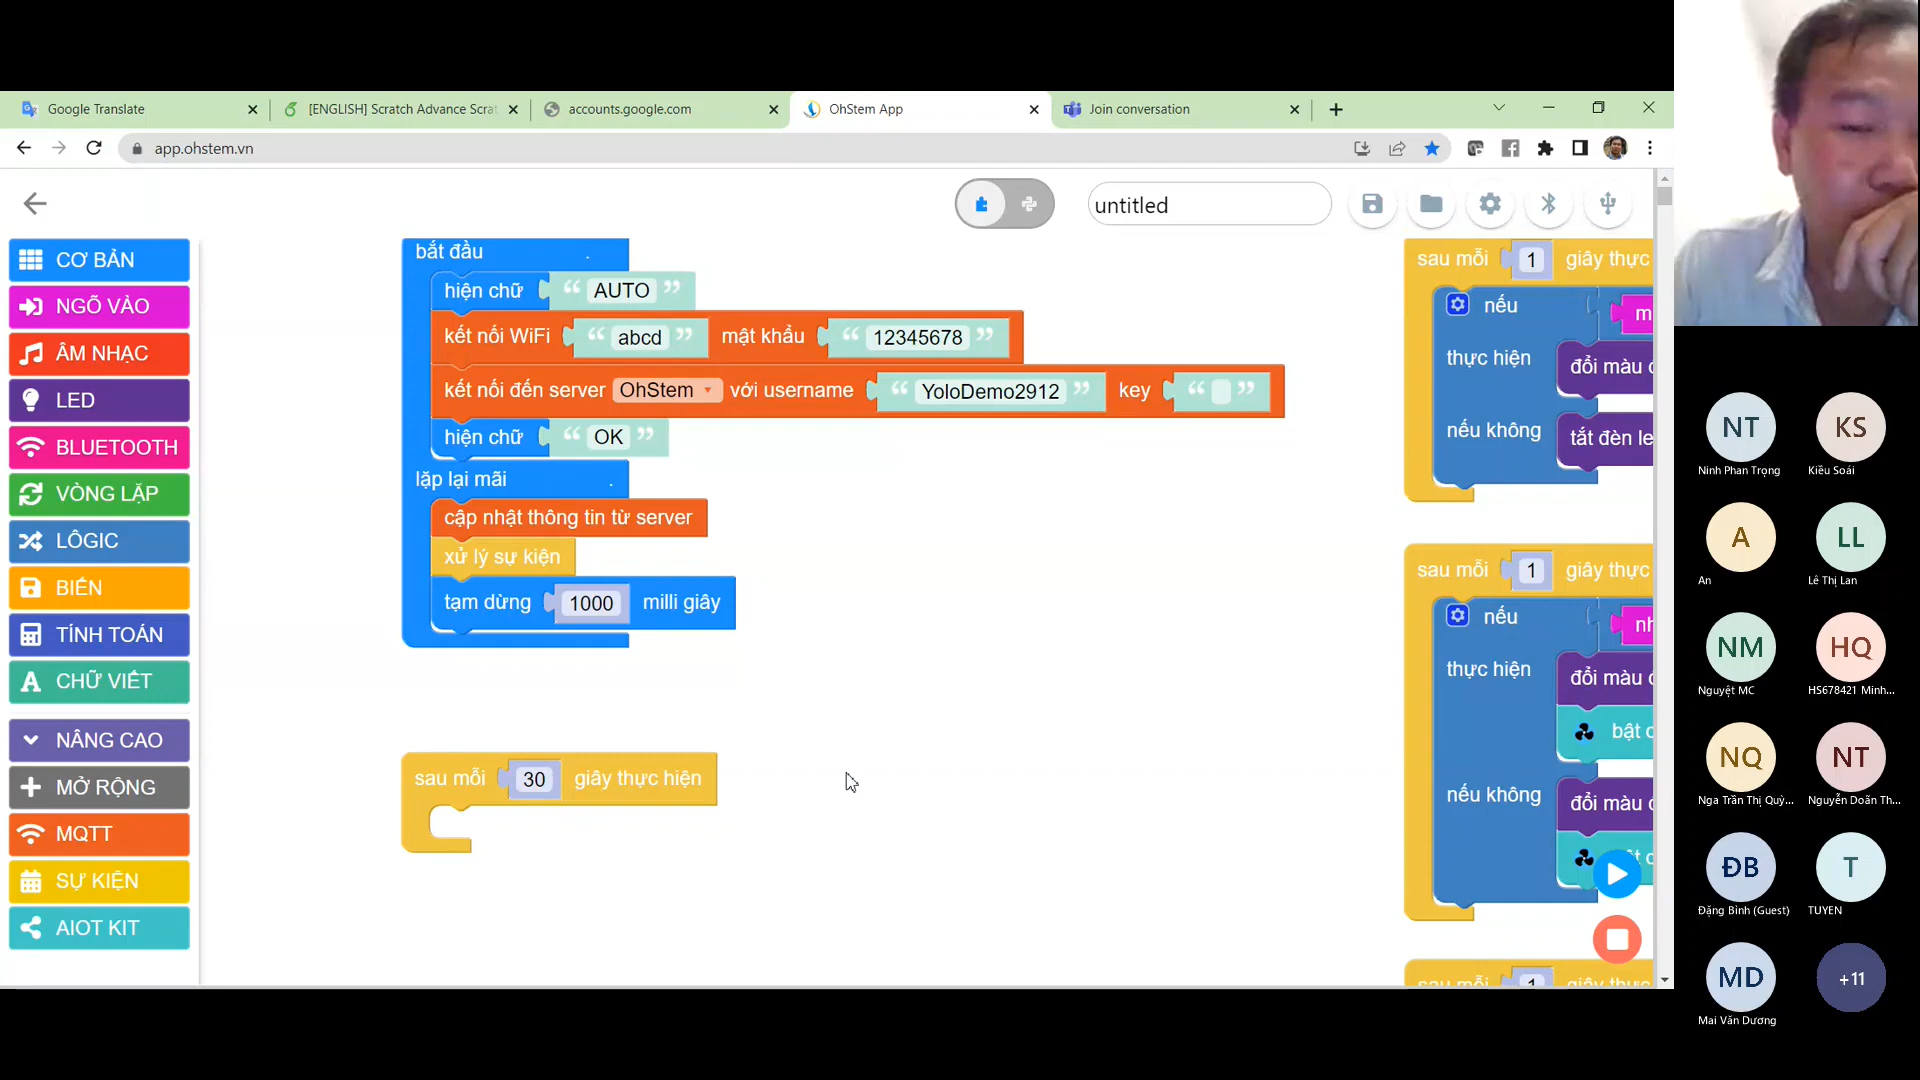 Google Translate
[ENGLISH] Scratch Advance Scrat
accounts.google.com
OhStem App
Join conversation
app.ohstem.vn
untitled
CƠ BẢN
NGÕ VÀO
ÂM NHẠC
LED
BLUETOOTH
VÒNG LẶP
LÔGIC
BIẾN
TÍNH TOÁN
CHỮ VIẾT
NÂNG CAO
MỞ RỘNG
MQTT
SỰ KIỆN
AIOT KIT
bắt đầu
hiện chữ “ AUTO ”
kết nối WiFi “ abcd ” mật khẩu “ 12345678 ”
kết nối đến server OhStem với username “ YoloDemo2912 ” key “ ”
hiện chữ “ OK ”
lặp lại mãi
cập nhật thông tin từ server
xử lý sự kiện
tạm dừng 1000 milli giây
sau mỗi 30 giây thực hiện
sau mỗi 1 giây thực
nếu m
thực hiện đổi màu
nếu không tắt đèn le
sau mỗi 1 giây thực
nếu nh
thực hiện đổi màu
bật
nếu không đổi màu
sau mỗi 1 giây thực
NT
Ninh Phan Trọng
KS
Kiều Soái
A
An
LL
Lê Thị Lan
NM
Nguyệt MC
HQ
HS678421 Minh...
NQ
Nga Trần Thị Quỳ...
NT
Nguyễn Doãn Th...
ĐB
Đặng Bình (Guest)
T
TUYEN
MD
Mai Văn Dương
+11